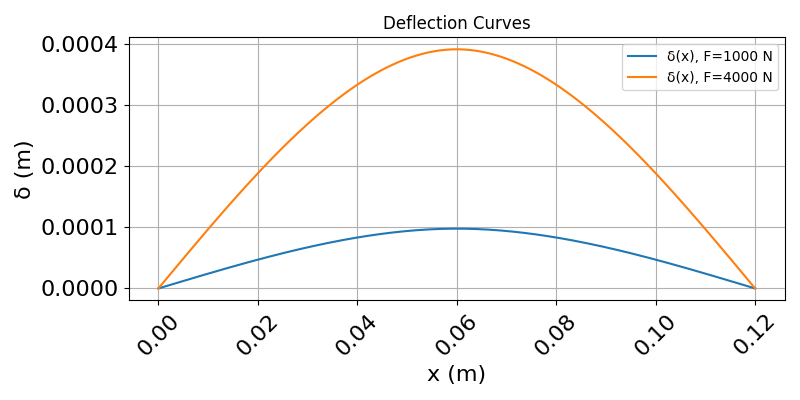 Deflection Curves
δ(x), F=1000 N
δ(x), F=4000 N
0.0004
0.0003
0.0002
0.0001
0.0000
δ (m)
0.00 0.02 0.04 0.06 0.08 0.10 0.12
x (m)